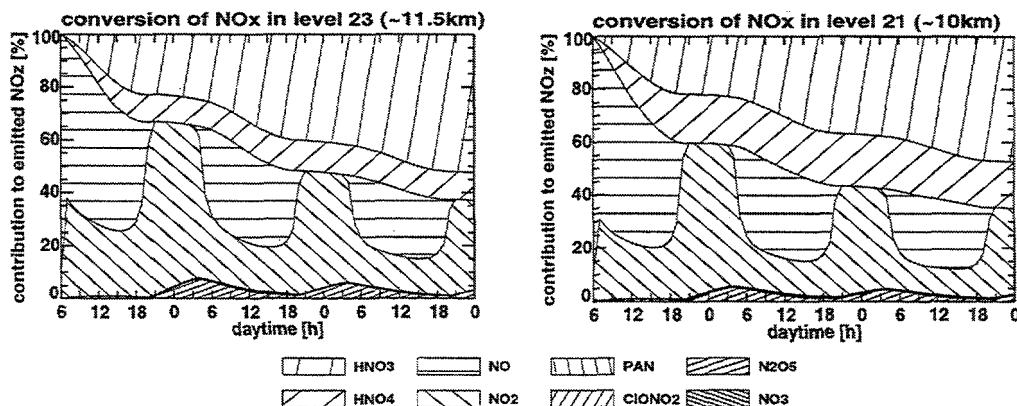 conversion of NOx in level 23 (~11.5km)
contribution to emitted NOz [%]
100
80
60
40
20
0
6 12 18 0 6 12 18 0 6 12 18 0
daytime [h]
conversion of NOx in level 21 (~10km)
contribution to emitted NOz [%]
100
80
60
40
20
0
6 12 18 0 6 12 18 0 6 12 18 0
daytime [h]
HNO3 NO PAN N2O5
HNO4 NO2 ClONO2 NO3